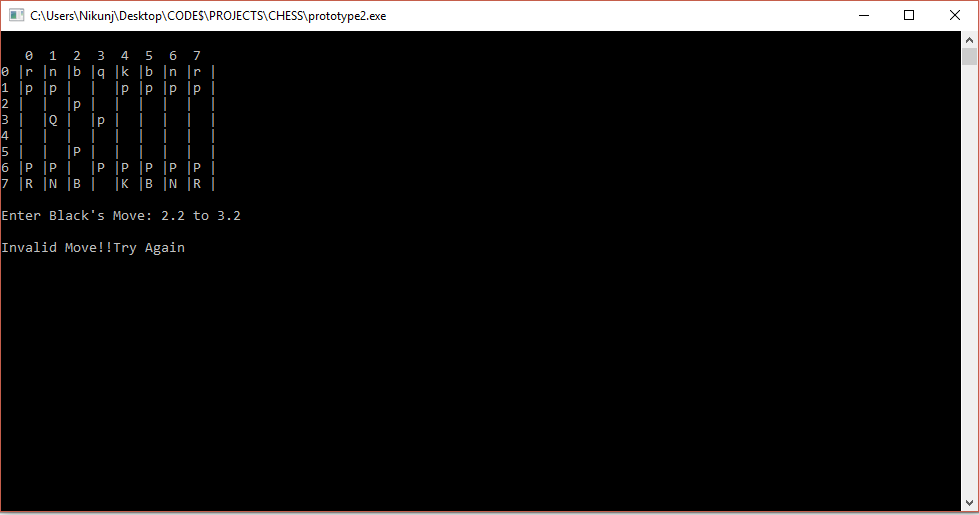 C:\Users\Nikunj\Desktop\CODE$\PROJECTS\CHESS\prototype2.exe
   0  1  2  3  4  5  6  7
0 |r |n |b |q |k |b |n |r |
1 |p |p |  |  |p |p |p |p |
2 |  |  |p |  |  |  |  |  |
3 |  |Q |  |p |  |  |  |  |
4 |  |  |  |  |  |  |  |  |
5 |  |  |P |  |  |  |  |  |
6 |P |P |  |P |P |P |P |P |
7 |R |N |B |  |K |B |N |R |
Enter Black's Move: 2.2 to 3.2
Invalid Move!!Try Again